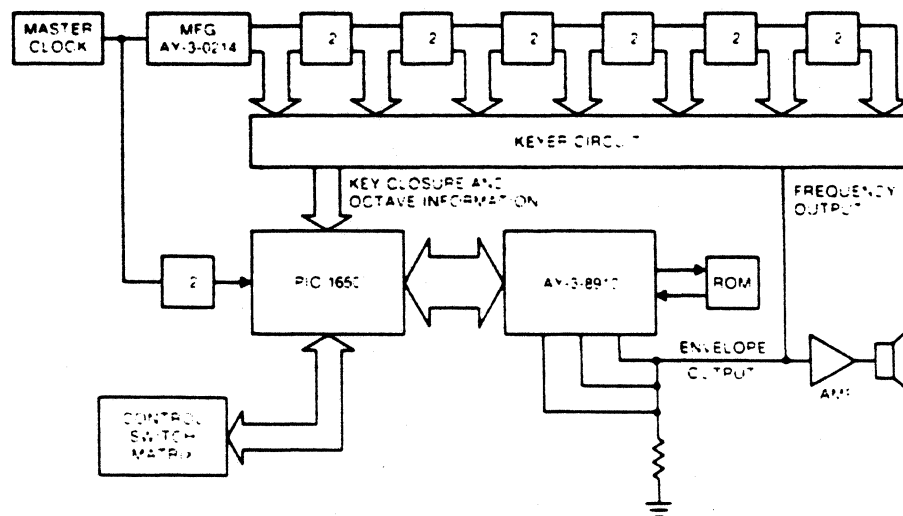 MASTER
CLOCK
MFG
AY-3-0214
2
2
2
2
2
2
KEYER CIRCUIT
KEY CLOSURE AND
OCTAVE INFORMATION
FREQUENCY
OUTPUT
2
PIC 1650
AY-3-8910
ROM
ENVELOPE
OUTPUT
AMP
CONTROL
SWITCH
MATRIX